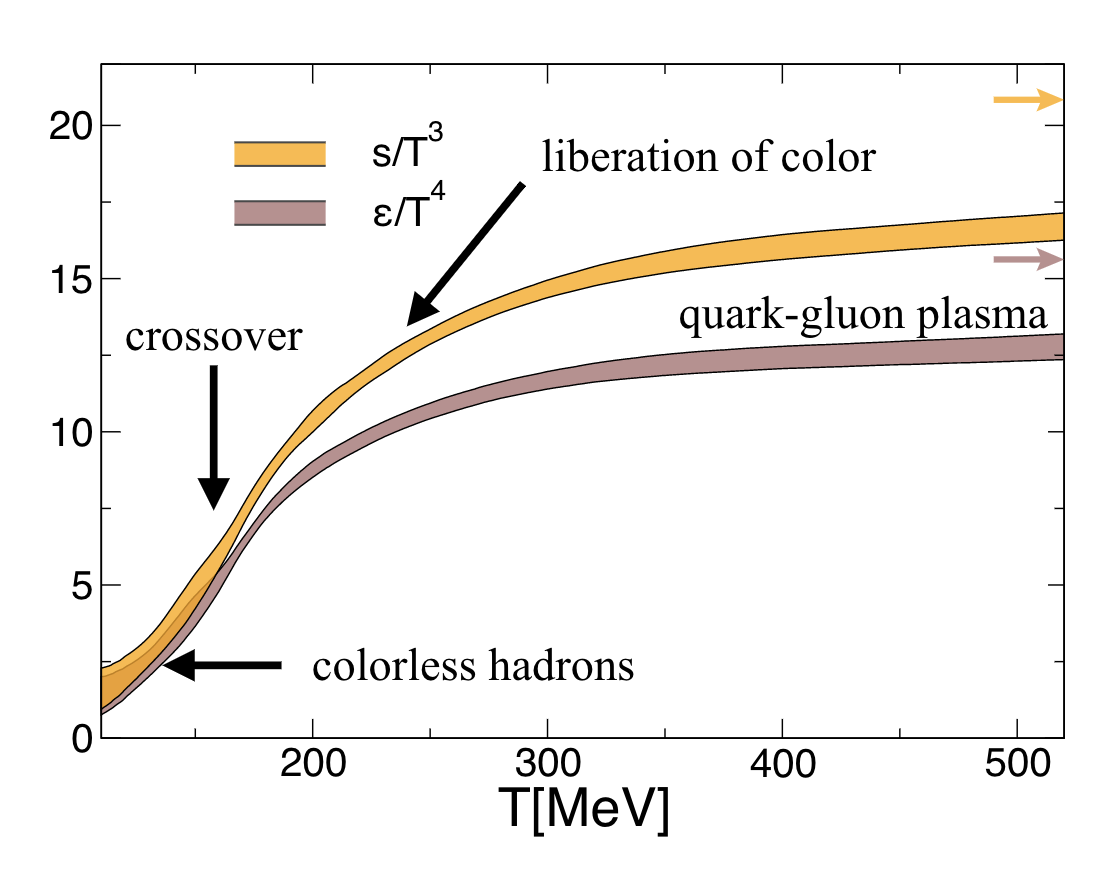 20
15
10
5
0
s/T³
ε/T⁴
liberation of color
crossover
quark-gluon plasma
colorless hadrons
200 300 400 500
T[MeV]